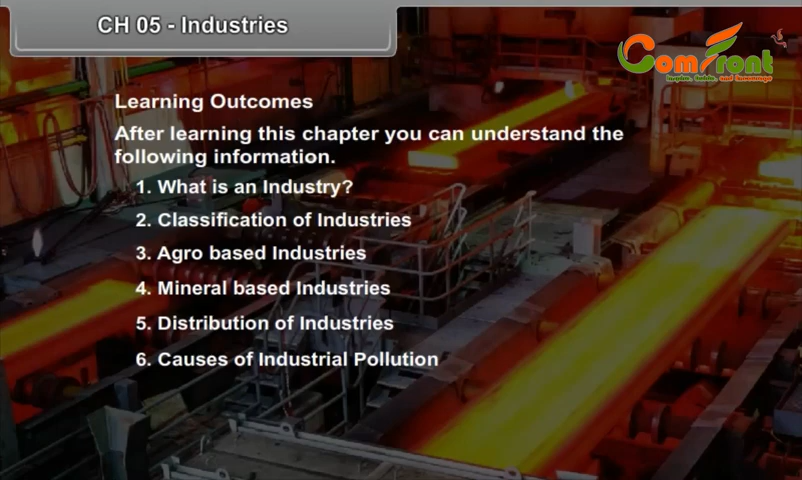 CH 05 - Industries
ComFront
Learning Outcomes
After learning this chapter you can understand the
following information.
1. What is an Industry?
2. Classification of Industries
3. Agro based Industries
4. Mineral based Industries
5. Distribution of Industries
6. Causes of Industrial Pollution